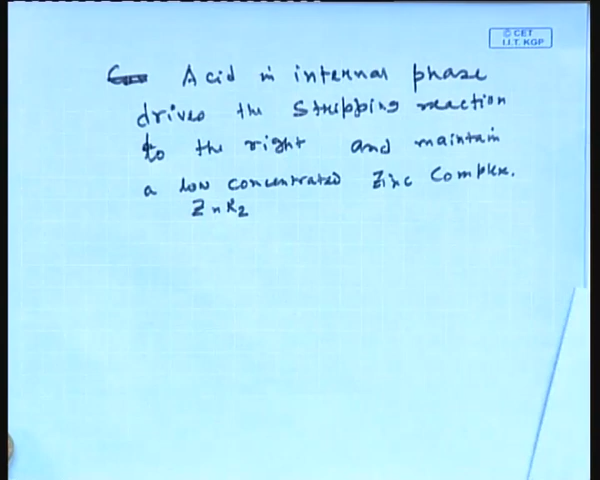 © CET
I.I.T. KGP
Acid in internal phase
drives the stripping reaction
to the right and maintain
a low concentrated Zinc Complex.
ZnR2